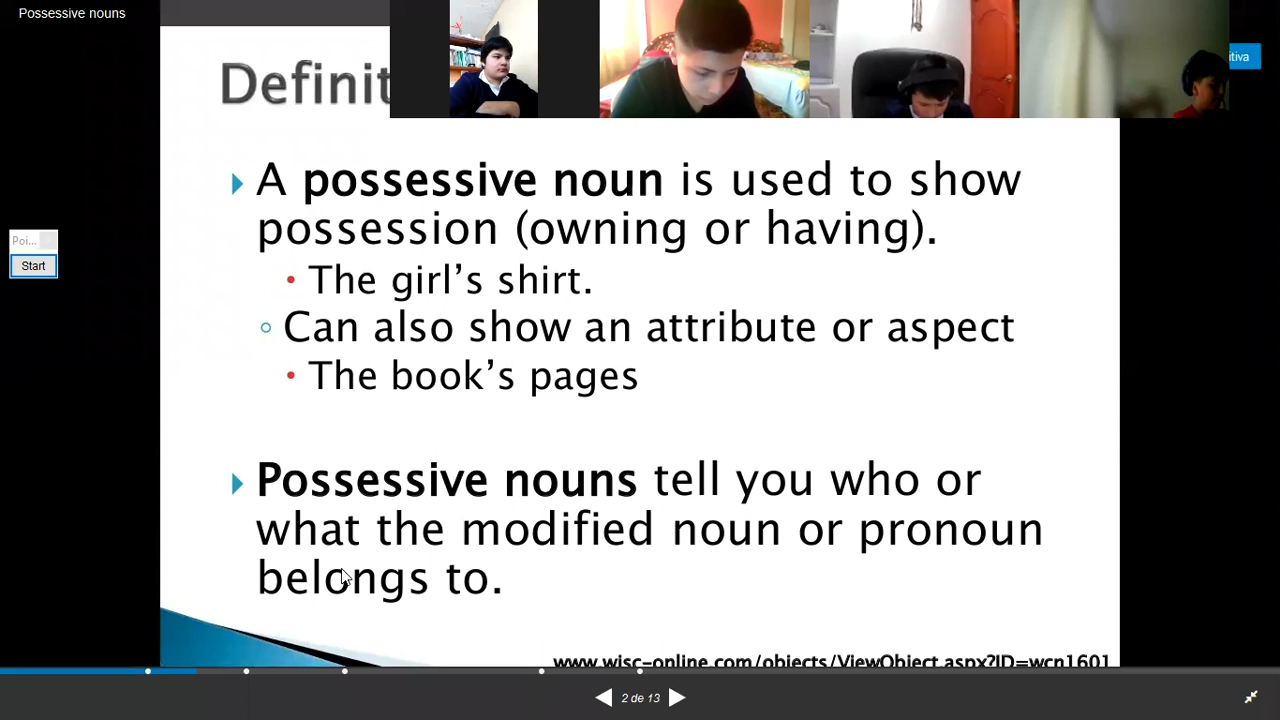 Possessive nouns
Definit
itiva
A possessive noun is used to show
possession (owning or having).
The girl's shirt.
Poi...
Start
Can also show an attribute or aspect
The book's pages
Possessive nouns tell you who or
what the modified noun or pronoun
belongs to.
www.wisc-online.com/objects/ViewObject.aspx?ID=wcn1601
2 de 13